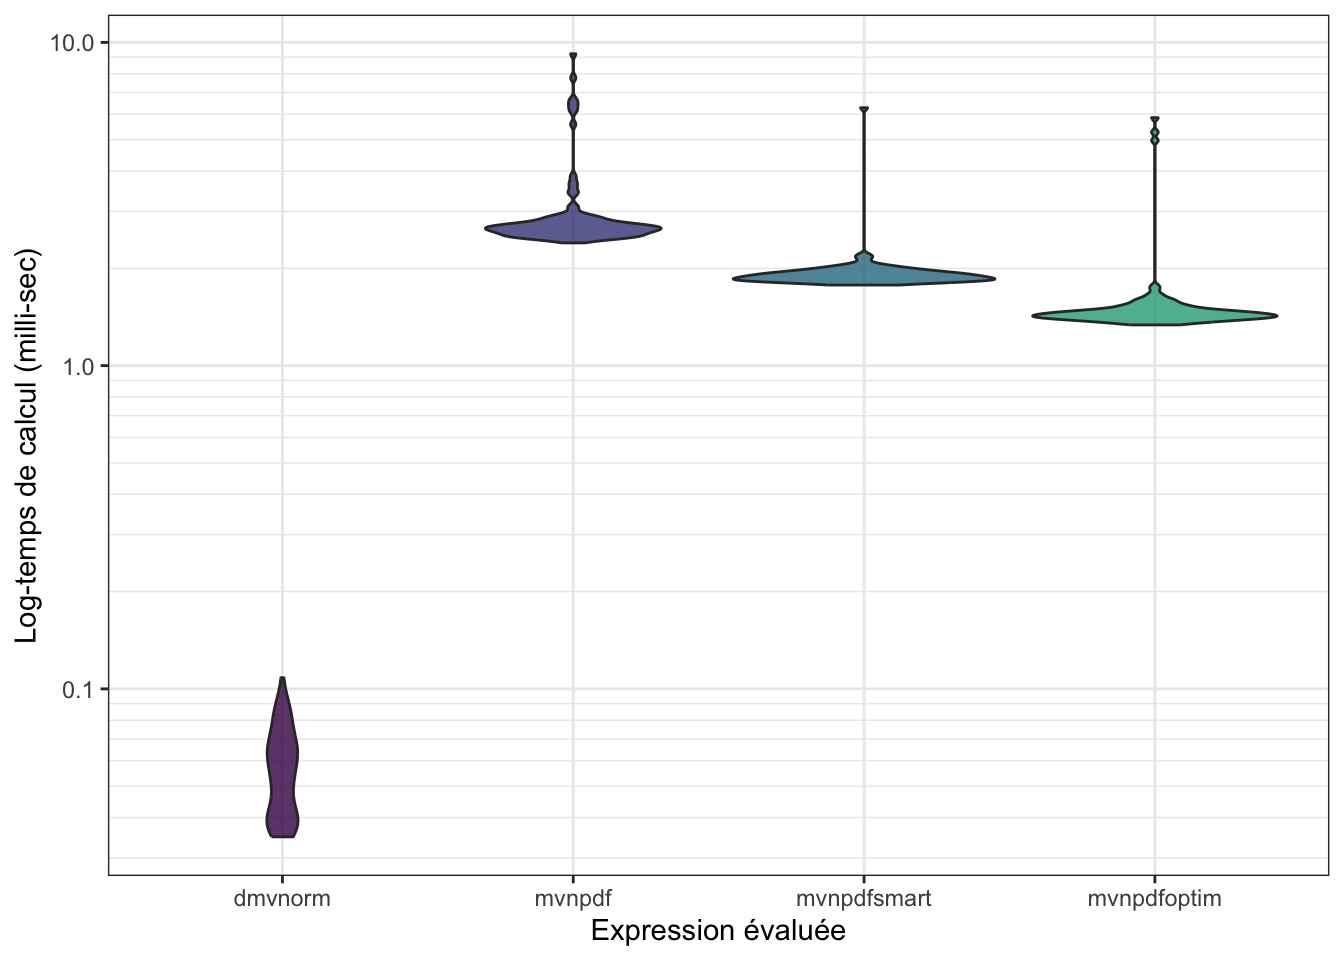 Log-temps de calcul (milli-sec)
10.0
1.0
0.1
dmvnorm mvnpdf mvnpdfsmart mvnpdfoptim
Expression évaluée